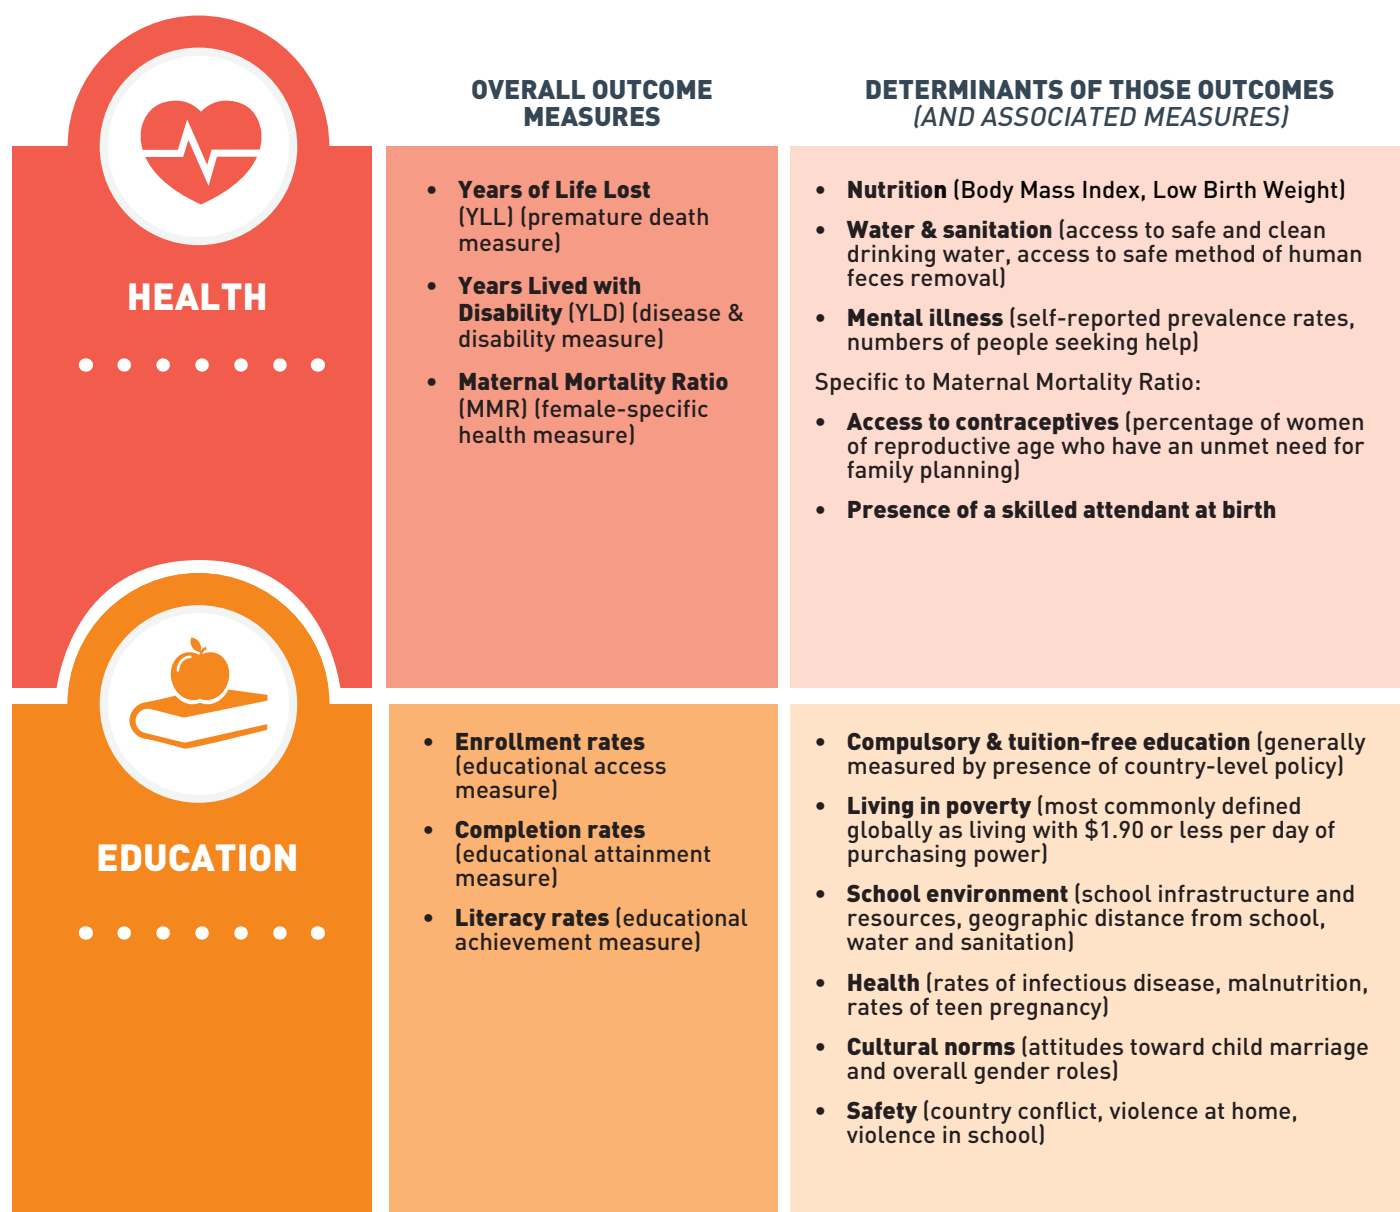 OVERALL OUTCOME
MEASURES
DETERMINANTS OF THOSE OUTCOMES
(AND ASSOCIATED MEASURES)
HEALTH
• Years of Life Lost
(YLL) (premature death
measure)
• Years Lived with
Disability (YLD) (disease &
disability measure)
• Maternal Mortality Ratio
(MMR) (female-specific
health measure)
• Nutrition (Body Mass Index, Low Birth Weight)
• Water & sanitation (access to safe and clean
drinking water, access to safe method of human
feces removal)
• Mental illness (self-reported prevalence rates,
numbers of people seeking help)
Specific to Maternal Mortality Ratio:
• Access to contraceptives (percentage of women
of reproductive age who have an unmet need for
family planning)
• Presence of a skilled attendant at birth
EDUCATION
• Enrollment rates
(educational access
measure)
• Completion rates
(educational attainment
measure)
• Literacy rates (educational
achievement measure)
• Compulsory & tuition-free education (generally
measured by presence of country-level policy)
• Living in poverty (most commonly defined
globally as living with $1.90 or less per day of
purchasing power)
• School environment (school infrastructure and
resources, geographic distance from school,
water and sanitation)
• Health (rates of infectious disease, malnutrition,
rates of teen pregnancy)
• Cultural norms (attitudes toward child marriage
and overall gender roles)
• Safety (country conflict, violence at home,
violence in school)